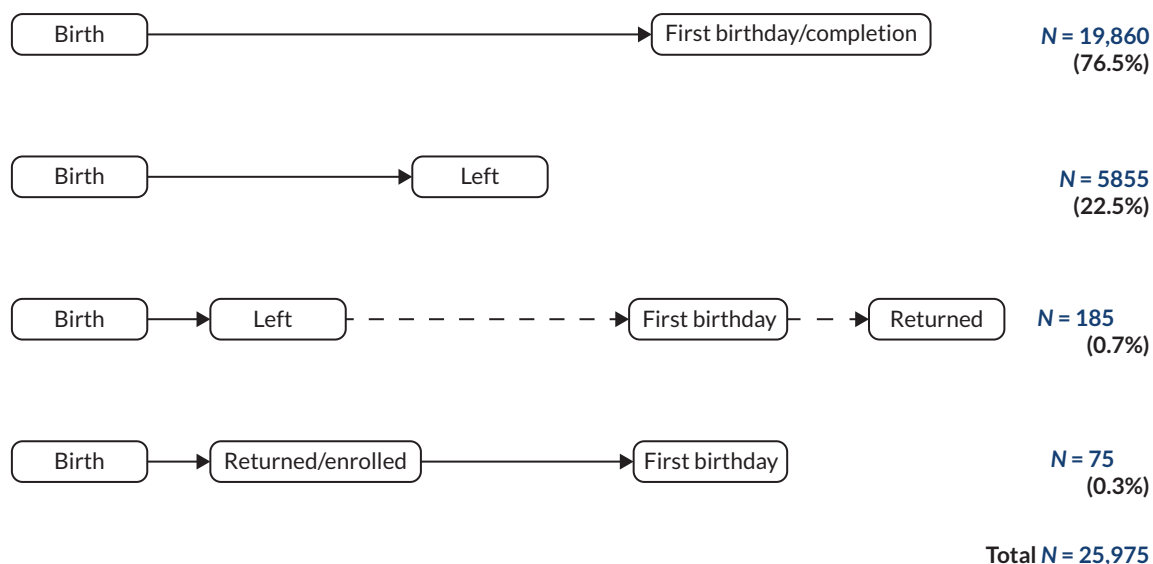 Birth First birthday/completion N = 19,860
(76.5%)
Birth Left N = 5855
(22.5%)
Birth Left First birthday Returned N = 185
(0.7%)
Birth Returned/enrolled First birthday N = 75
(0.3%)
Total N = 25,975